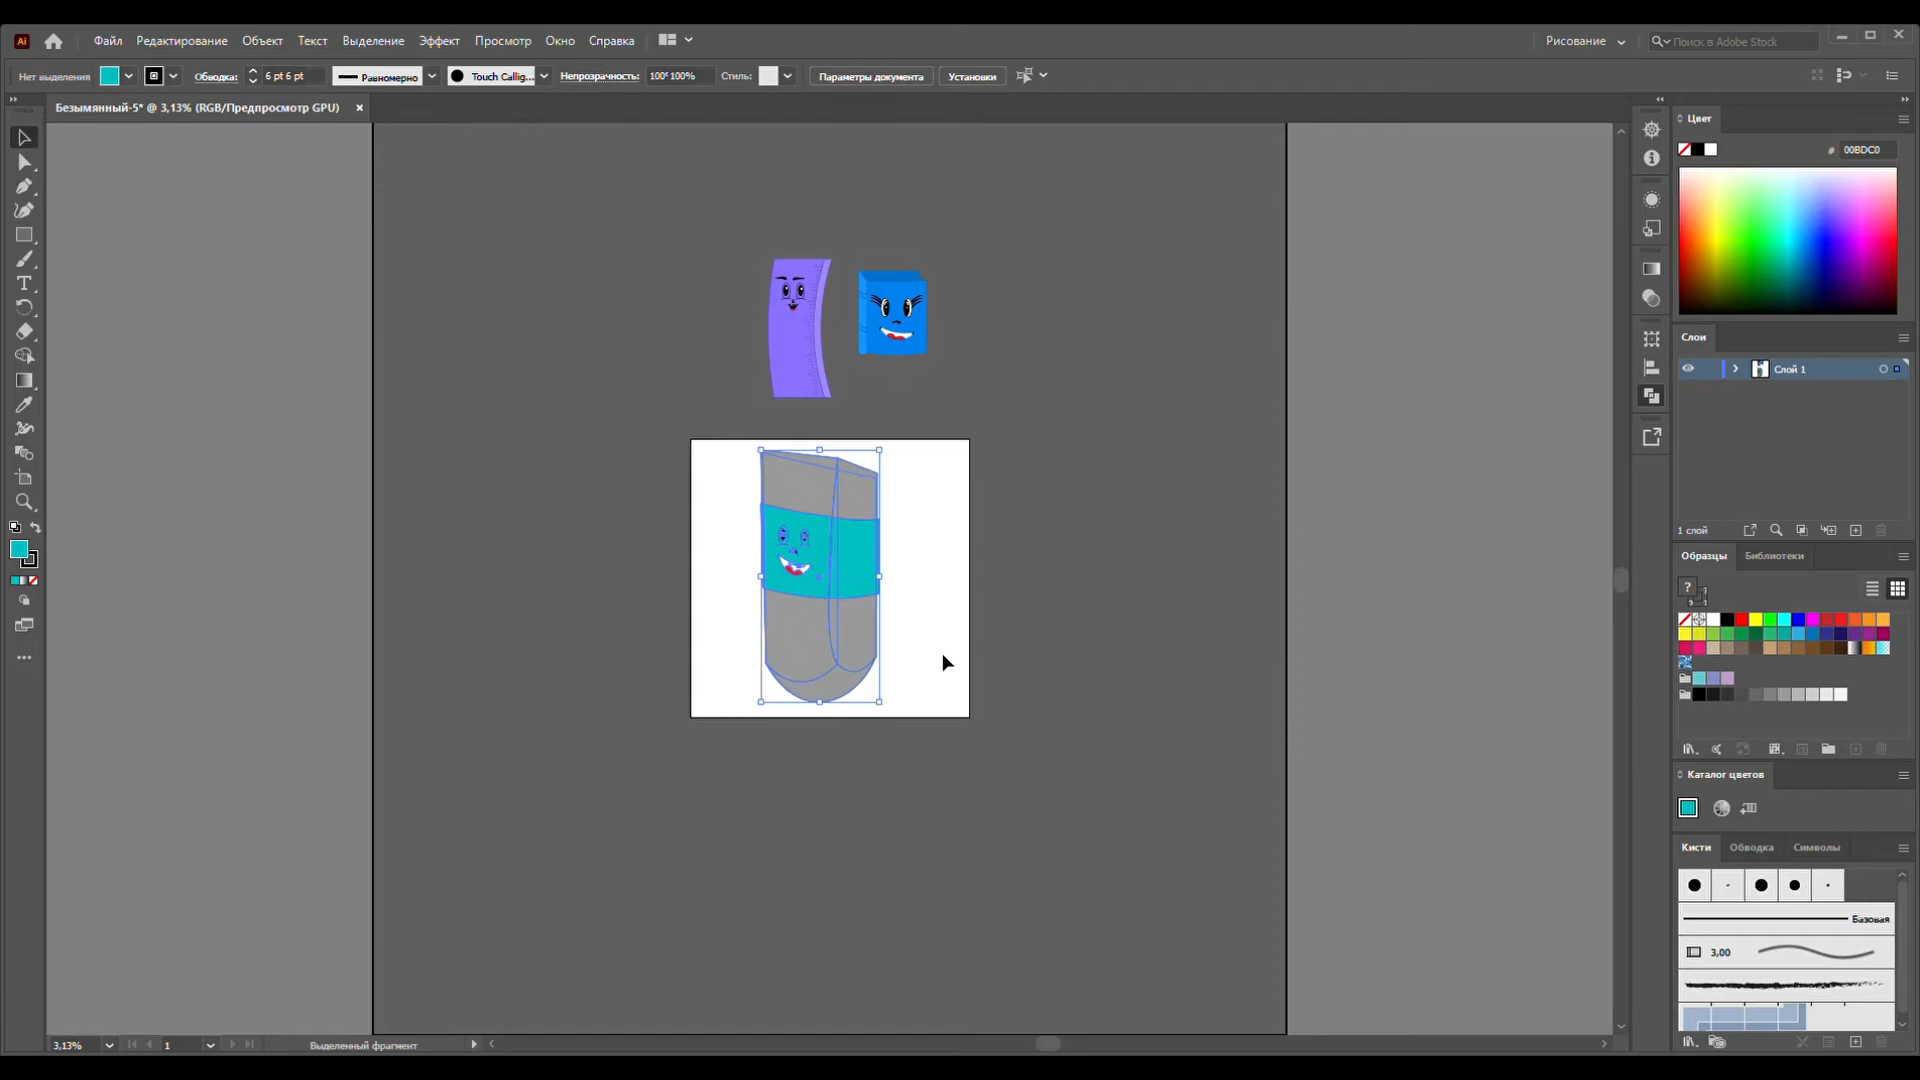 Ai Файл Редактирование Объект Текст Выделение Эффект Просмотр Окно Справка Рисование Поиск в Adobe Stock
Нет выделения Обводка: 6 pt 6 pt Равномерно Touch Callig... Непрозрачность: 100% 100% Стиль: Параметры документа Установки
Безымянный-5* @ 3,13% (RGB/Предпросмотр GPU) ×
Цвет
# 00BDC0
Слои
Слой 1
1 слой
Образцы Библиотеки
?
Каталог цветов
Кисти Обводка Символы
Базовая
3,00
3,13% 1 Выделенный фрагмент